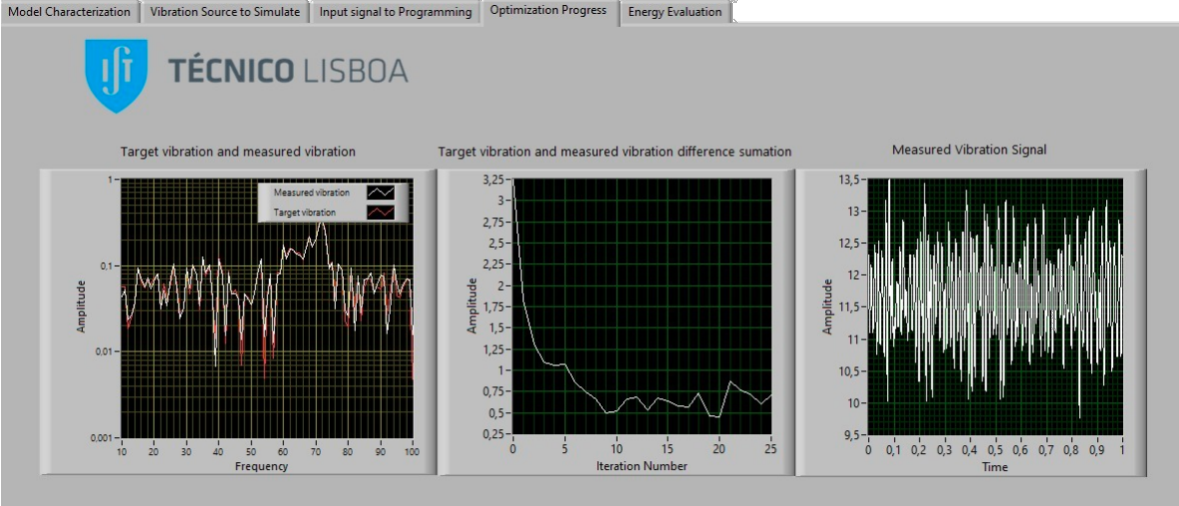 Model Characterization
Vibration Source to Simulate
Input signal to Programming
Optimization Progress
Energy Evaluation
TÉCNICO LISBOA
Target vibration and measured vibration
Measured vibration
Target vibration
Amplitude
1
0,1
0,01
0,001
10 20 30 40 50 60 70 80 90 100
Frequency
Target vibration and measured vibration difference sumation
Amplitude
3,25
3
2,75
2,5
2,25
2
1,75
1,5
1,25
1
0,75
0,5
0,25
0 5 10 15 20 25
Iteration Number
Measured Vibration Signal
Amplitude
13,5
13
12,5
12
11,5
11
10,5
10
9,5
0 0,1 0,2 0,3 0,4 0,5 0,6 0,7 0,8 0,9 1
Time